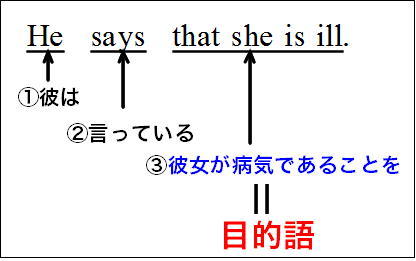 He says that she is ill.
①彼は
②言っている
③彼女が病気であることを
目的語